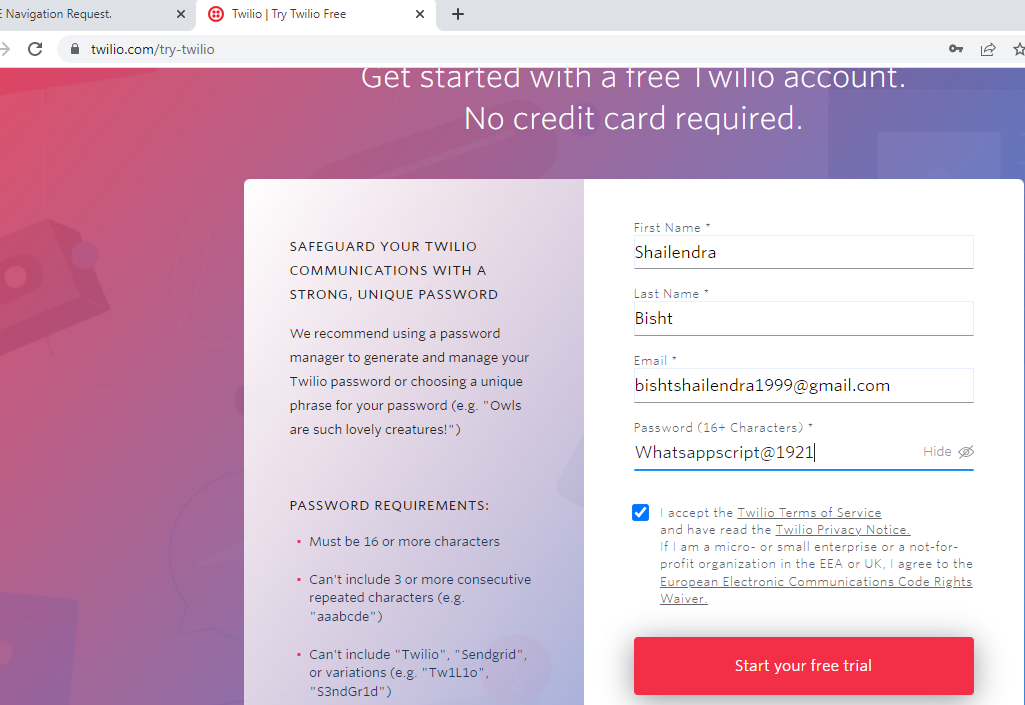 E Navigation Request.
Twilio | Try Twilio Free
twilio.com/try-twilio
Get started with a free Twilio account.
No credit card required.
SAFEGUARD YOUR TWILIO
COMMUNICATIONS WITH A
STRONG, UNIQUE PASSWORD
We recommend using a password
manager to generate and manage your
Twilio password or choosing a unique
phrase for your password (e.g. "Owls
are such lovely creatures!")
PASSWORD REQUIREMENTS:
• Must be 16 or more characters
• Can't include 3 or more consecutive
repeated characters (e.g.
"aaabcde")
• Can't include "Twilio", "Sendgrid",
or variations (e.g. "Tw1L1o",
"S3ndGr1d")
First Name *
Shailendra
Last Name *
Bisht
Email *
bishtshailendra1999@gmail.com
Password (16+ Characters) *
Whatsappscript@1921
Hide
I accept the Twilio Terms of Service
and have read the Twilio Privacy Notice.
If I am a micro- or small enterprise or a not-for-
profit organization in the EEA or UK, I agree to the
European Electronic Communications Code Rights
Waiver.
Start your free trial